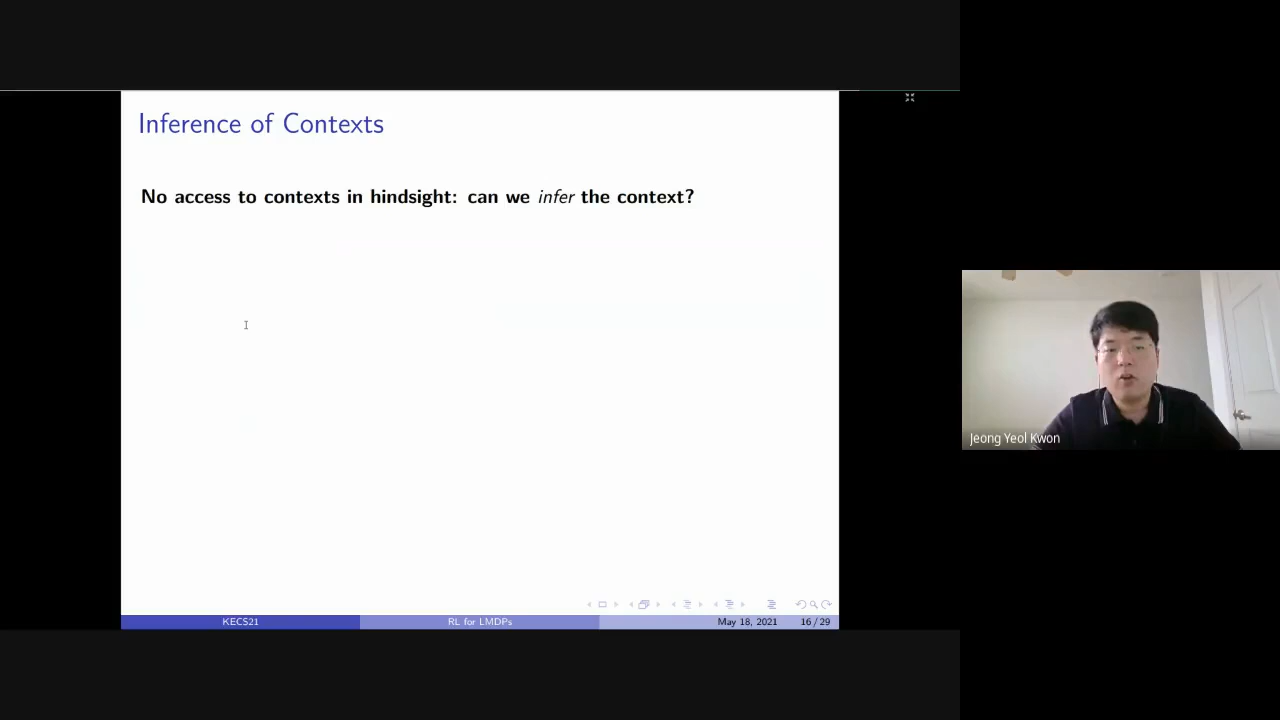 Inference of Contexts
No access to contexts in hindsight: can we infer the context?
Jeong Yeol Kwon
KECS21
RL for LMDPs
May 18, 2021
16 / 29